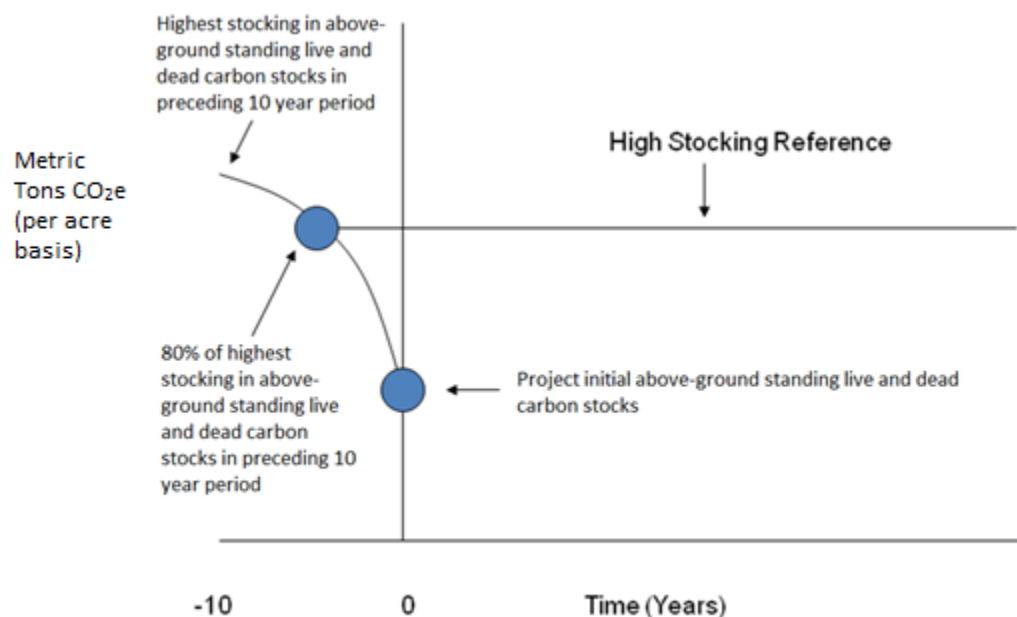 Highest stocking in above-
ground standing live and
dead carbon stocks in
preceding 10 year period
High Stocking Reference
Metric
Tons CO₂e
(per acre
basis)
80% of highest
stocking in above-
ground standing live
and dead carbon
stocks in preceding 10
year period
Project initial above-ground standing live and dead
carbon stocks
-10
0
Time (Years)